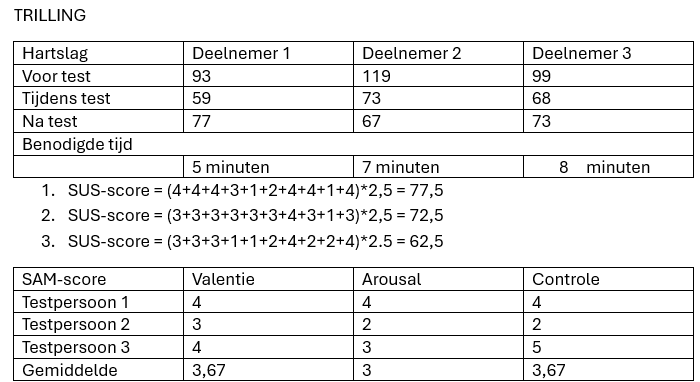 TRILLING
Hartslag Deelnemer 1 Deelnemer 2 Deelnemer 3
Voor test 93 119 99
Tijdens test 59 73 68
Na test 77 67 73
Benodigde tijd
5 minuten 7 minuten 8 minuten
1. SUS-score = (4+4+4+3+1+2+4+4+1+4)*2,5 = 77,5
2. SUS-score = (3+3+3+3+3+3+4+3+1+3)*2,5 = 72,5
3. SUS-score = (3+3+3+1+1+2+4+2+2+4)*2.5 = 62,5
SAM-score Valentie Arousal Controle
Testpersoon 1 4 4 4
Testpersoon 2 3 2 2
Testpersoon 3 4 3 5
Gemiddelde 3,67 3 3,67